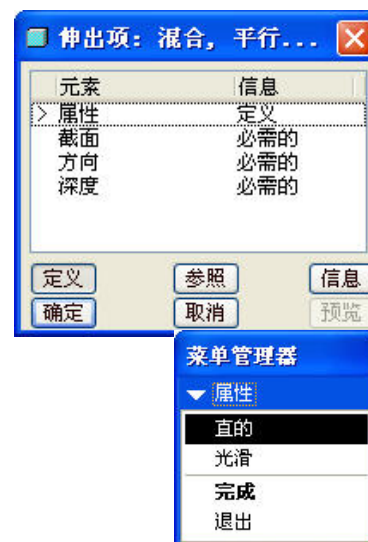 伸出项: 混合, 平行...
元素 信息
> 属性 定义
截面 必需的
方向 必需的
深度 必需的
定义 参照 信息
确定 取消 预览
菜单管理器
属性
直的
光滑
完成
退出